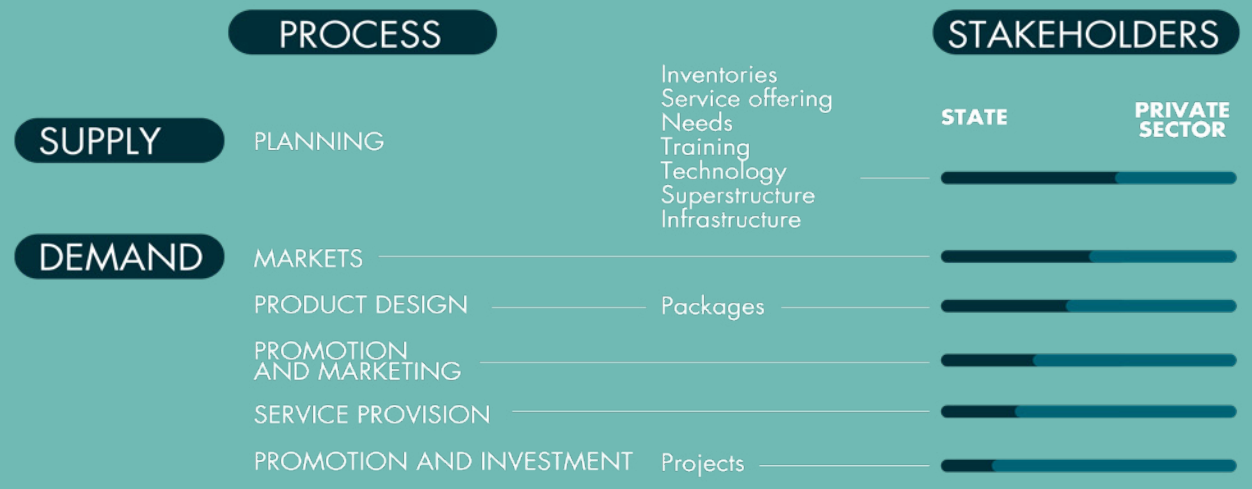 PROCESS
STAKEHOLDERS
SUPPLY
PLANNING
Inventories
Service offering
Needs
Training
Technology
Superstructure
Infrastructure
STATE
PRIVATE
SECTOR
DEMAND
MARKETS
PRODUCT DESIGN
Packages
PROMOTION
AND MARKETING
SERVICE PROVISION
PROMOTION AND INVESTMENT
Projects